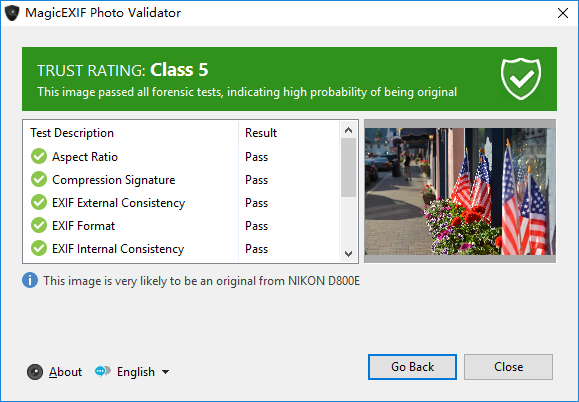 MagicEXIF Photo Validator
TRUST RATING: Class 5
This image passed all forensic tests, indicating high probability of being original
Test Description Result
Aspect Ratio Pass
Compression Signature Pass
EXIF External Consistency Pass
EXIF Format Pass
EXIF Internal Consistency Pass
This image is very likely to be an original from NIKON D800E
About English Go Back Close